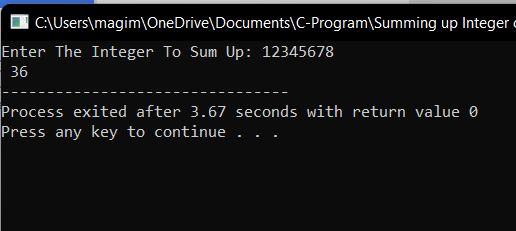 C:\Users\magim\OneDrive\Documents\C-Program\Summing up Integer
Enter The Integer To Sum Up: 12345678
36
--------------------------------
Process exited after 3.67 seconds with return value 0
Press any key to continue . . .